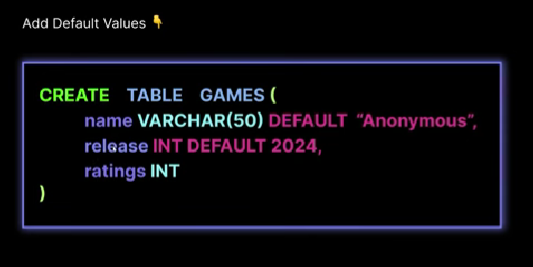 Add Default Values 👇
CREATE TABLE GAMES (
name VARCHAR(50) DEFAULT “Anonymous”,
release INT DEFAULT 2024,
ratings INT
)